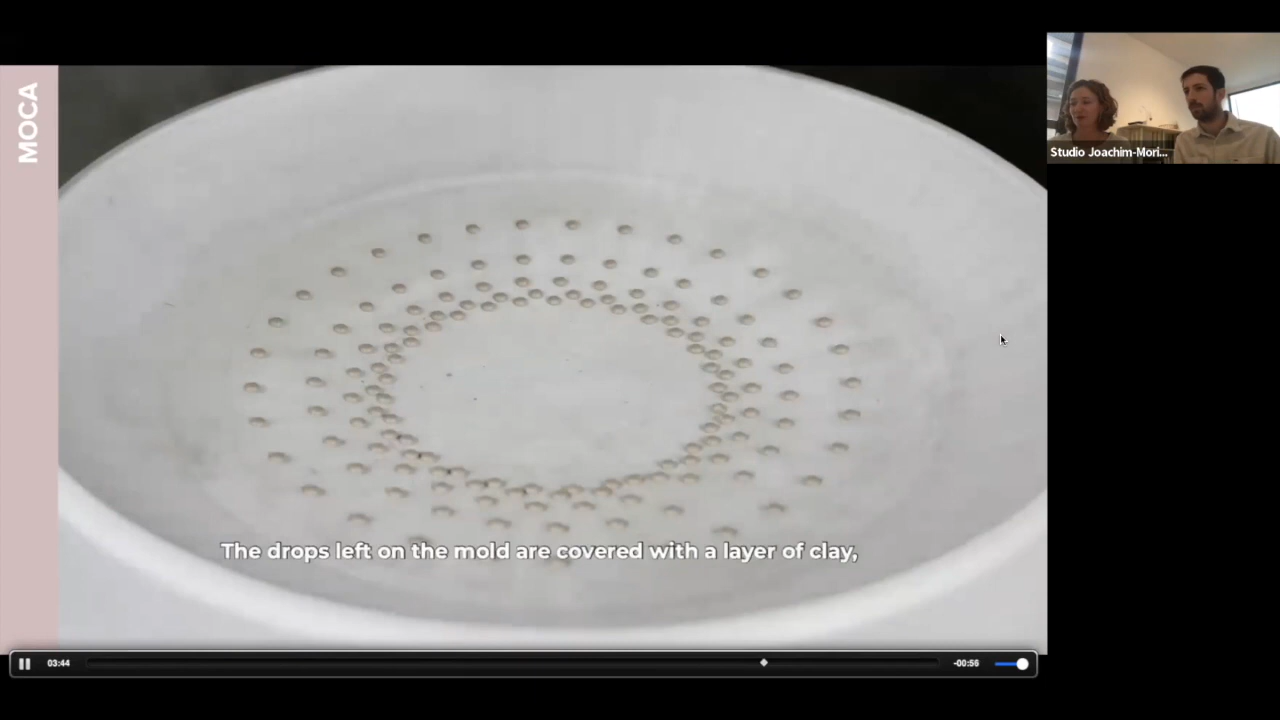 MOCA
Studio Joachim-Mori...
The drops left on the mold are covered with a layer of clay,
03:44
-00:56